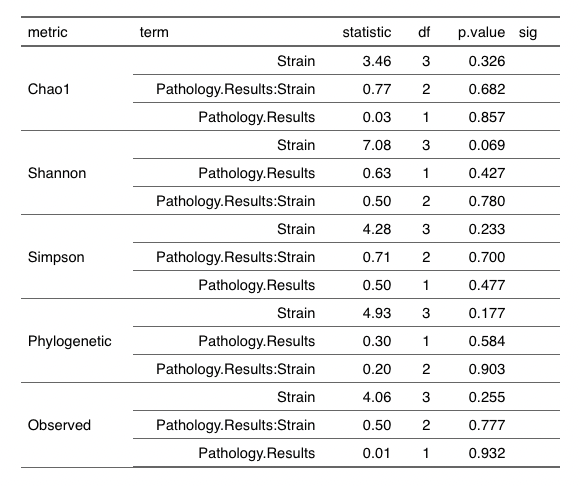 metric term statistic df p.value sig
Strain 3.46 3 0.326
Chao1 Pathology.Results:Strain 0.77 2 0.682
Pathology.Results 0.03 1 0.857
Strain 7.08 3 0.069
Shannon Pathology.Results 0.63 1 0.427
Pathology.Results:Strain 0.50 2 0.780
Strain 4.28 3 0.233
Simpson Pathology.Results:Strain 0.71 2 0.700
Pathology.Results 0.50 1 0.477
Strain 4.93 3 0.177
Phylogenetic Pathology.Results 0.30 1 0.584
Pathology.Results:Strain 0.20 2 0.903
Strain 4.06 3 0.255
Observed Pathology.Results:Strain 0.50 2 0.777
Pathology.Results 0.01 1 0.932